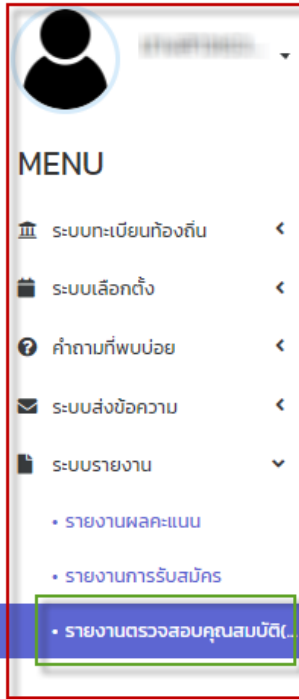 MENU
ระบบทะเบียนท้องถิ่น
ระบบเลือกตั้ง
คำถามที่พบบ่อย
ระบบส่งข้อความ
ระบบรายงาน
• รายงานผลคะแนน
• รายงานการรับสมัคร
• รายงานตรวจสอบคุณสมบัติ(...